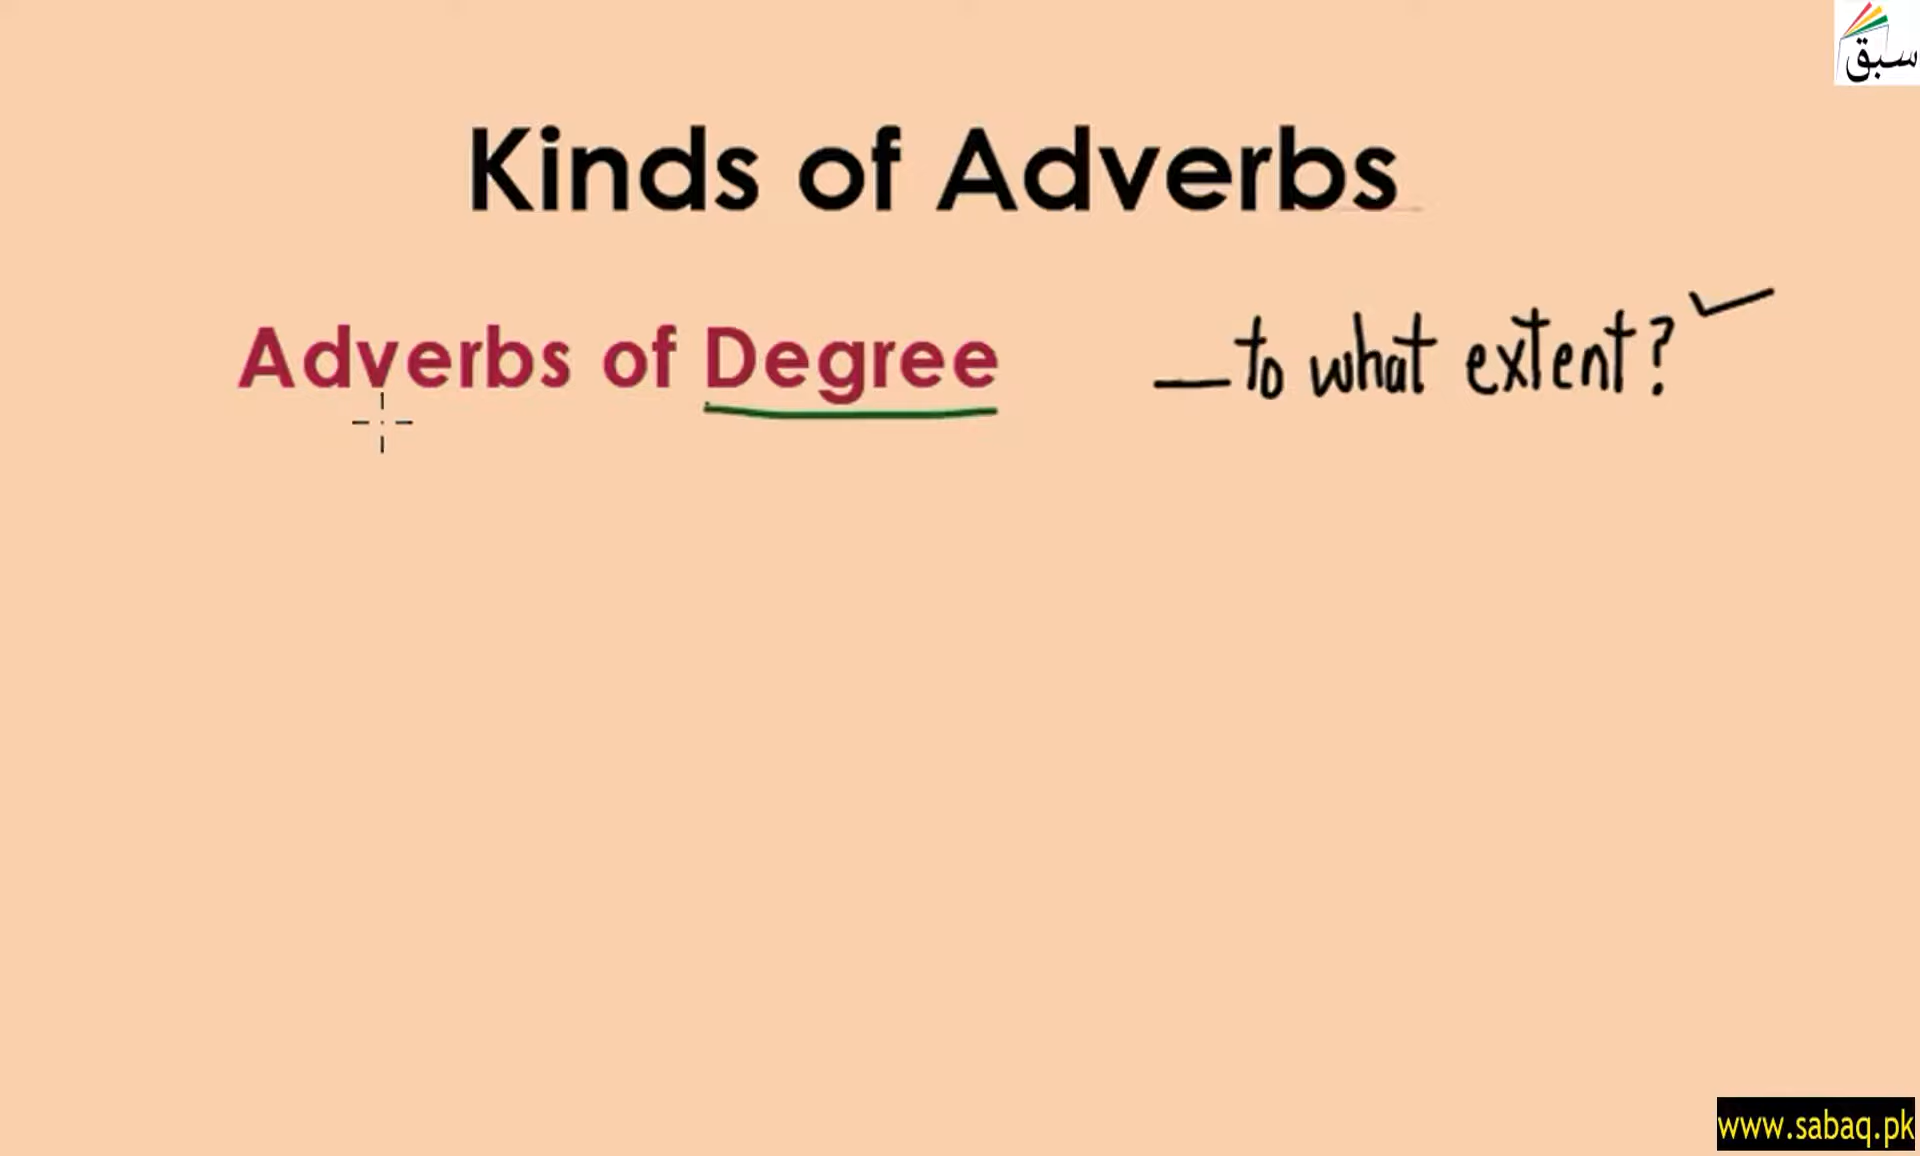 سبق
Kinds of Adverbs
Adverbs of Degree — to what extent?
www.sabaq.pk